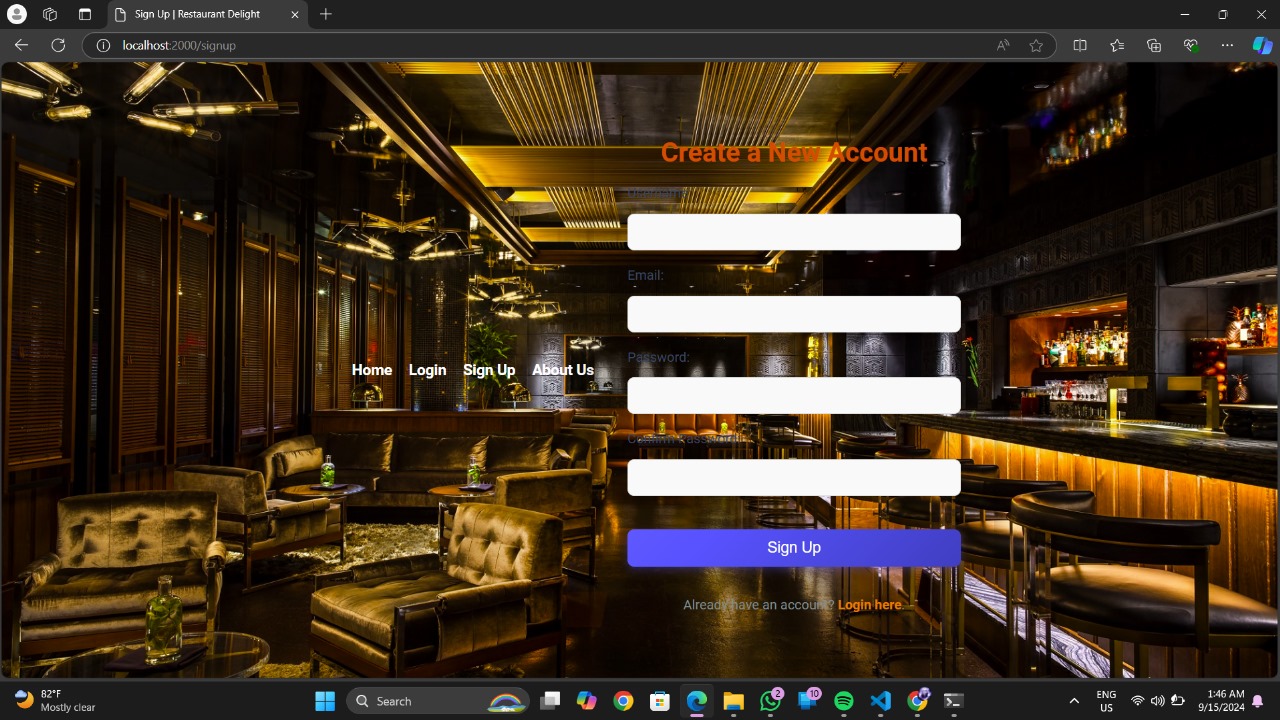 Sign Up | Restaurant Delight
localhost:2000/signup
Create a New Account
Username:
Email:
Password:
Home Login Sign Up About Us
Confirm Password:
Sign Up
Already have an account? Login here.
82°F
Mostly clear
Search
2
10
ENG
US
1:46 AM
9/15/2024